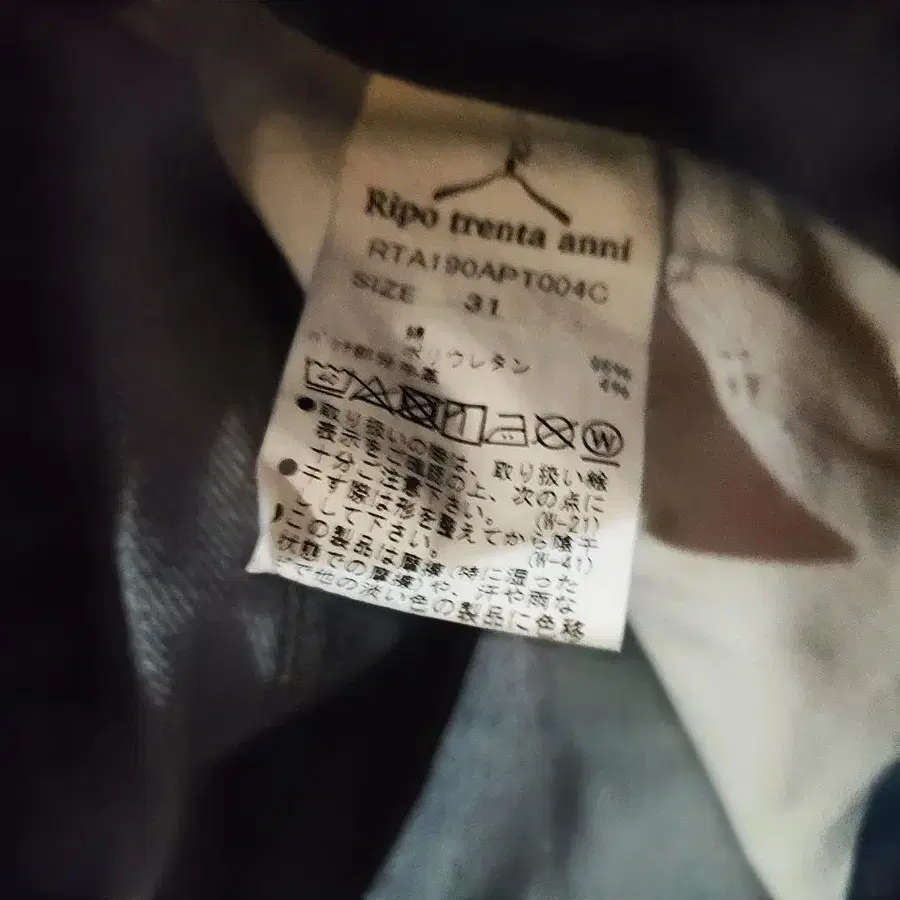 Ripo trenta anni
RTA190APT004C
SIZE 31
綿 96%
ポリウレタン 4%
W
●取り扱いの際は、取り扱い絵
表示をご確認の上、次の点に
十分ご注意下さい。 (W-21)
●干す際は形を整えてから陰干
しして下さい。 (W-41)
●この製品は摩擦(特に湿った
状態での摩擦)や、汗や雨な
どで他の淡い色の製品に色移